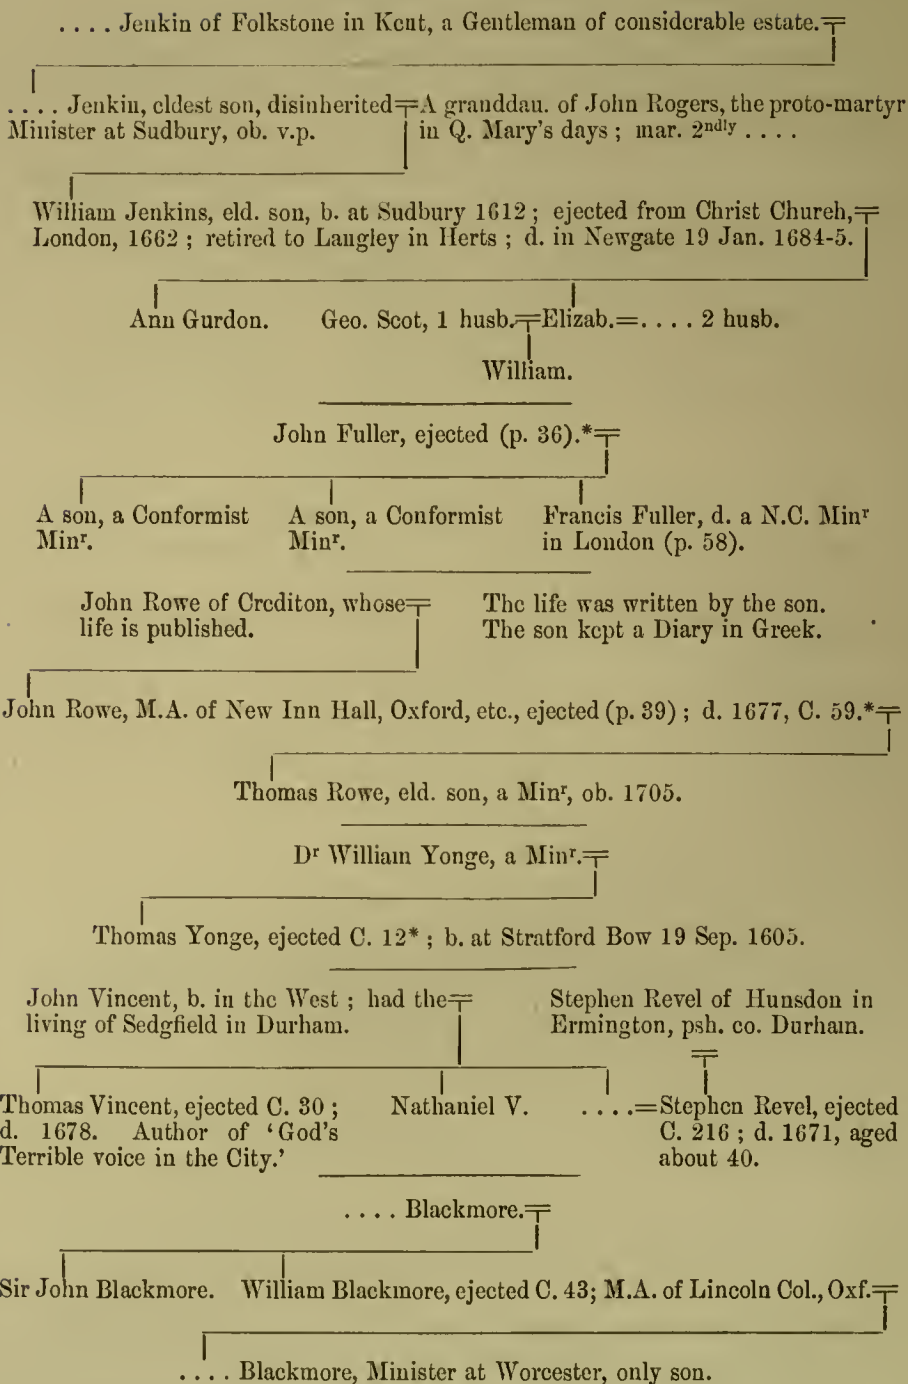 .... Jenkin of Folkstone in Kent, a Gentleman of considerable estate.
.... Jenkin, eldest son, disinherited
Minister at Sudbury, ob. v.p.
A granddau. of John Rogers, the proto-martyr
in Q. Mary's days ; mar. 2ndly ....
William Jenkins, eld. son, b. at Sudbury 1612 ; ejected from Christ Church,
London, 1662 ; retired to Langley in Herts ; d. in Newgate 19 Jan. 1684-5.
Ann Gurdon. Geo. Scot, 1 husb.=Elizab.=.... 2 husb.
William.
John Fuller, ejected (p. 36).*
A son, a Conformist
Minr.
A son, a Conformist
Minr.
Francis Fuller, d. a N.C. Minr
in London (p. 58).
John Rowe of Crediton, whose
life is published.
The life was written by the son.
The son kept a Diary in Greek.
John Rowe, M.A. of New Inn Hall, Oxford, etc., ejected (p. 39) ; d. 1677, C. 59.*
Thomas Rowe, eld. son, a Minr, ob. 1705.
Dr William Yonge, a Minr.
Thomas Yonge, ejected C. 12* ; b. at Stratford Bow 19 Sep. 1605.
John Vincent, b. in the West ; had the
living of Sedgfield in Durham.
Stephen Revel of Hunsdon in
Ermington, psh. co. Durham.
Thomas Vincent, ejected C. 30 ;
d. 1678. Author of ‘God's
Terrible voice in the City.’
Nathaniel V.
....=Stephen Revel, ejected
C. 216 ; d. 1671, aged
about 40.
.... Blackmore.
Sir John Blackmore. William Blackmore, ejected C. 43; M.A. of Lincoln Col., Oxf.
.... Blackmore, Minister at Worcester, only son.